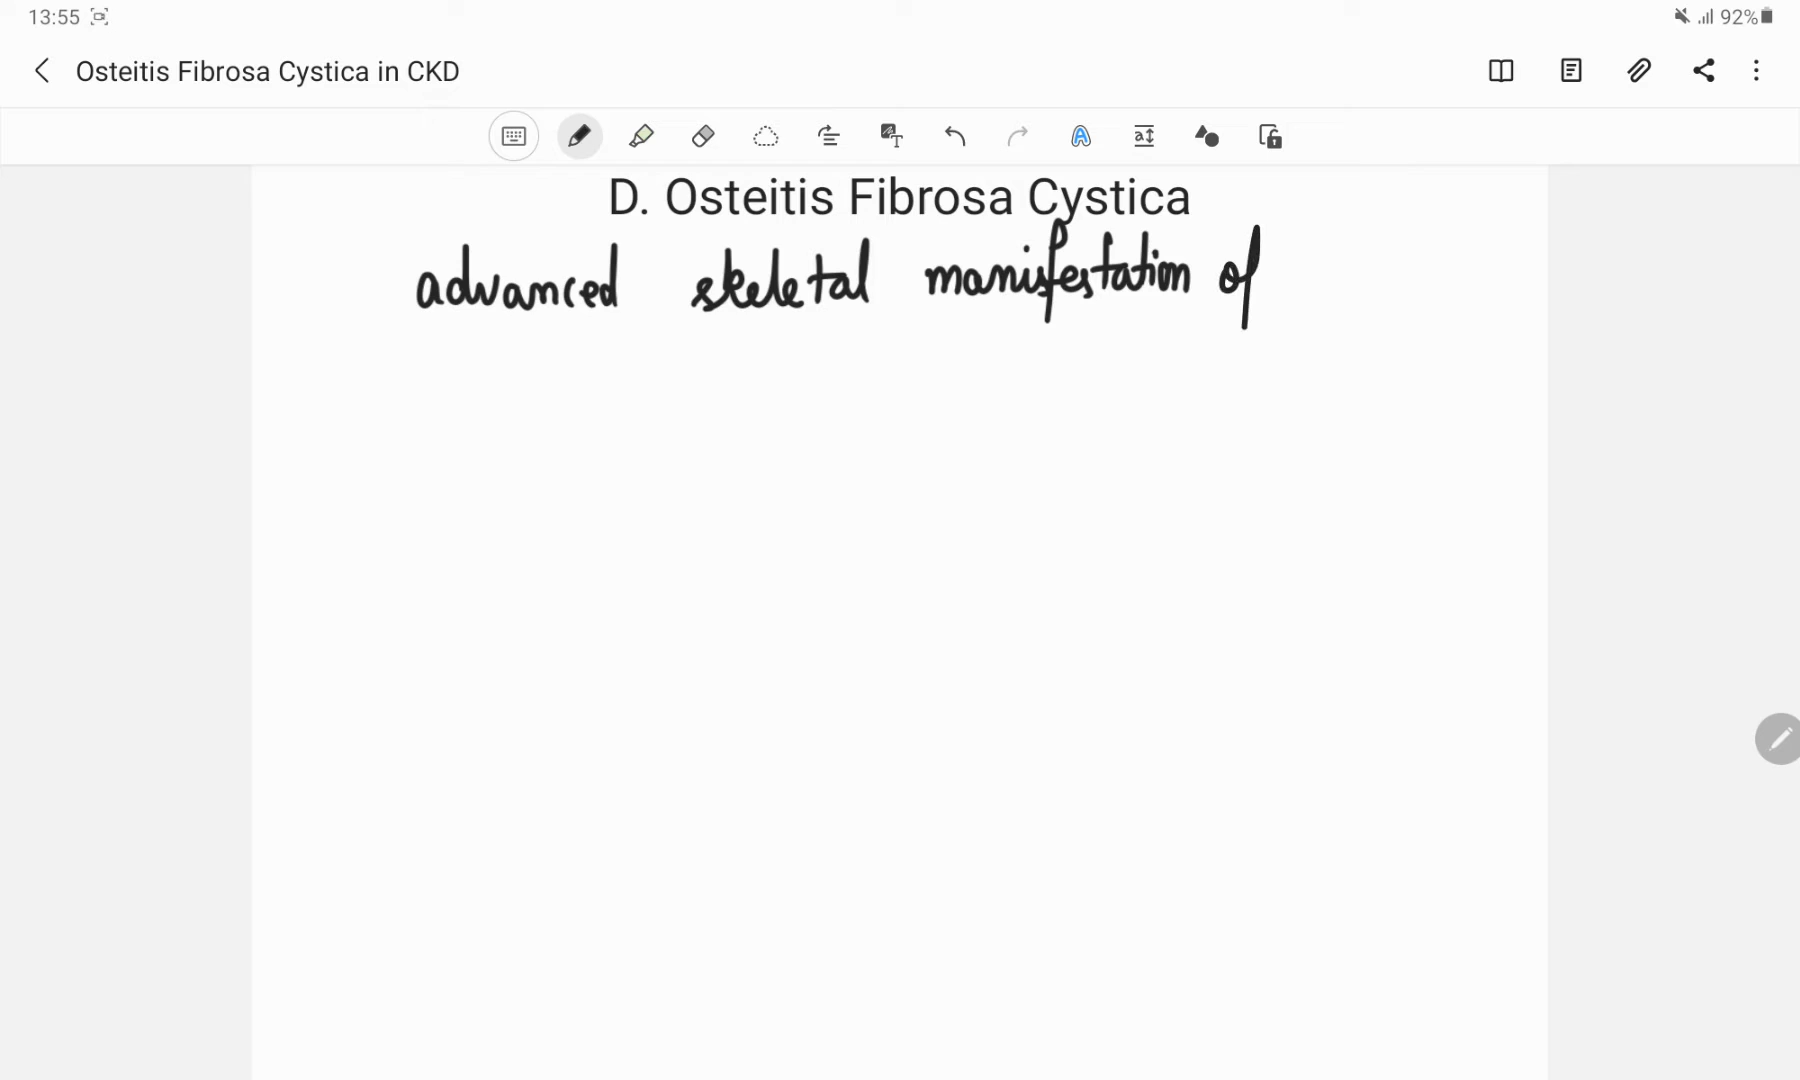 13:55 92%
Osteitis Fibrosa Cystica in CKD
D. Osteitis Fibrosa Cystica
advanced skeletal manifestation of